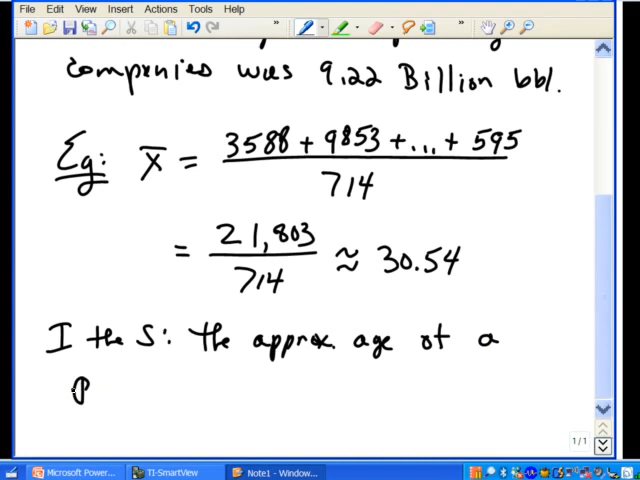 File Edit View Insert Actions Tools Help
companies was 9.22 Billion bbl.
Eg: x̄ = 3588 + 9853 + ... + 595
714
= 21,803 / 714 ≈ 30.54
I the S: the approx. age of a
P
1/1
Microsoft Power... TI-SmartView Note1 - Window...